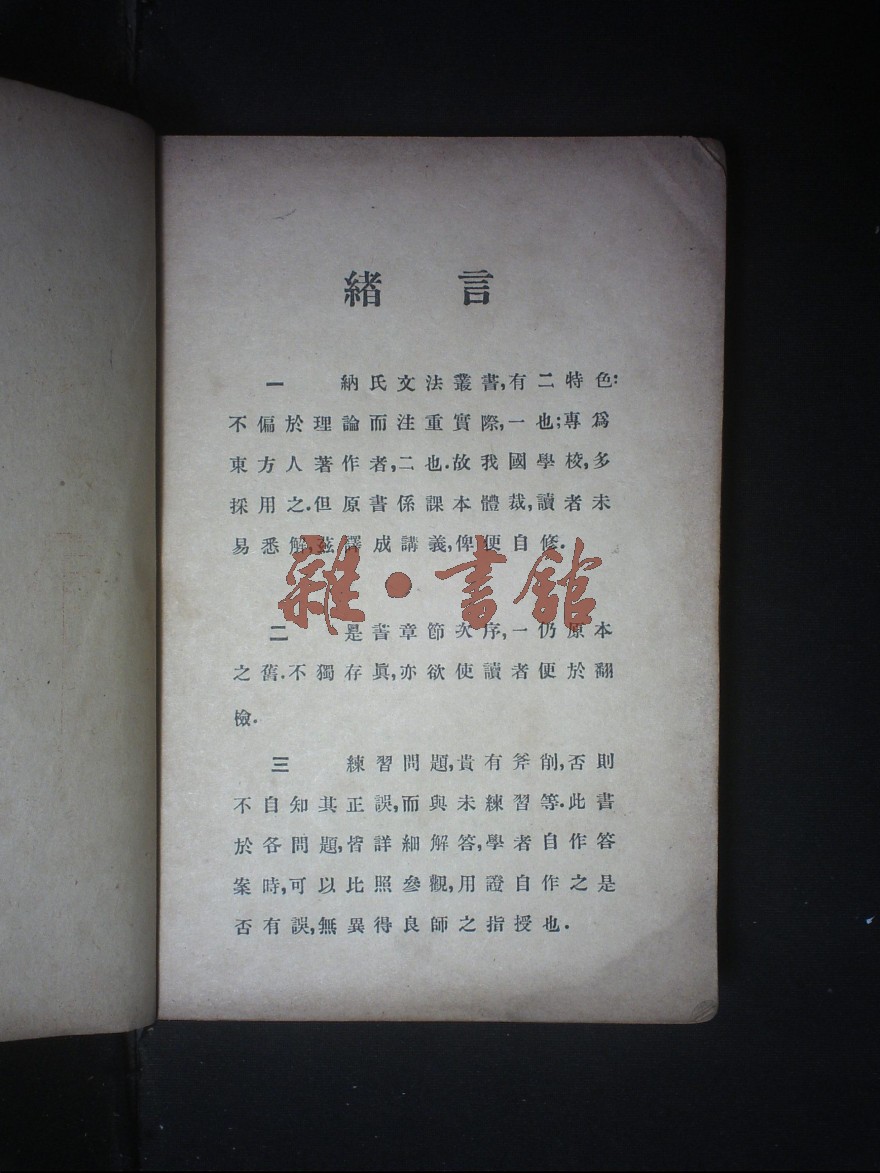 緒言
一 納氏文法叢書,有二特色:
不偏於理論而注重實際,一也;專爲
東方人著作者,二也.故我國學校,多
採用之.但原書係課本體裁,讀者未
易悉解,茲譯成講義,俾便自修.
雜·書館
二 是書章節次序,一仍原本
之舊.不獨存眞,亦欲使讀者便於翻
檢.
三 練習問題,貴有斧削,否則
不自知其正誤,而與未練習等.此書
於各問題,皆詳細解答,學者自作答
案時,可以比照參觀,用證自作之是
否有誤,無異得良師之指授也.